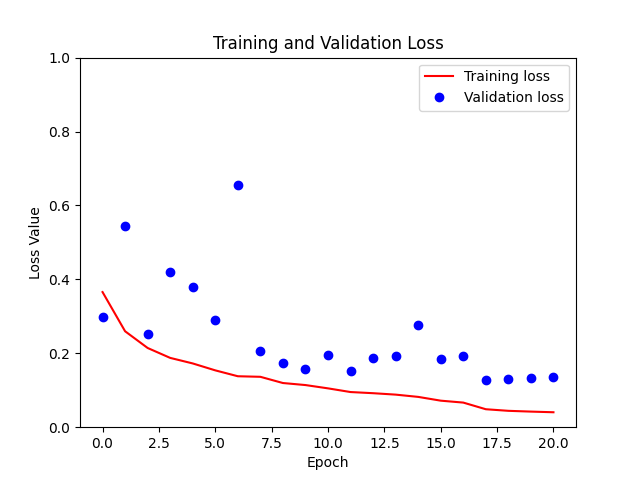 Training and Validation Loss
1.0
0.8
0.6
0.4
0.2
0.0
Loss Value
Training loss
Validation loss
0.0 2.5 5.0 7.5 10.0 12.5 15.0 17.5 20.0
Epoch